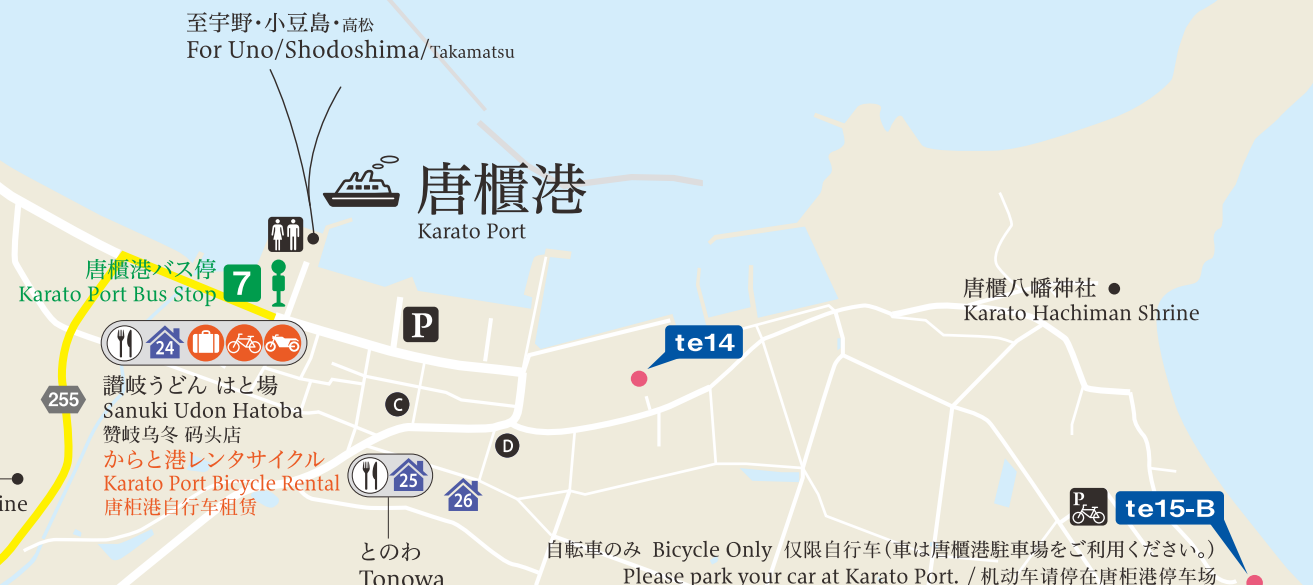 至宇野・小豆島・高松
For Uno/Shodoshima/Takamatsu
唐櫃港
Karato Port
唐櫃港バス停
Karato Port Bus Stop
7
P
te14
唐櫃八幡神社
Karato Hachiman Shrine
24
255
讃岐うどん はと場
Sanuki Udon Hatoba
赞岐乌冬 码头店
からと港レンタサイクル
Karato Port Bicycle Rental
唐柜港自行车租赁
C
D
25
26
ine
とのわ
Tonowa
P
te15-B
自転車のみ Bicycle Only 仅限自行车(車は唐櫃港駐車場をご利用ください。)
Please park your car at Karato Port. / 机动车请停在唐柜港停车场